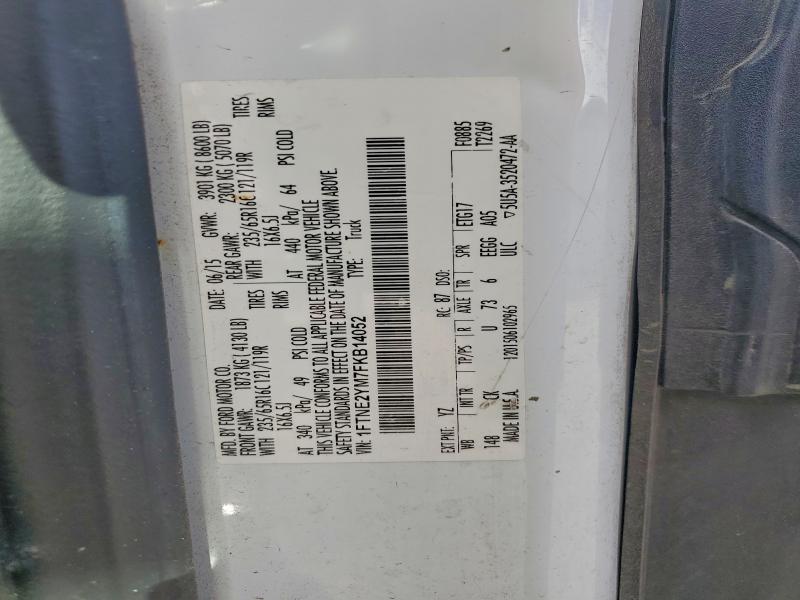 MFD. BY FORD MOTOR CO.
DATE: 06/15 GVWR: 3901 KG ( 8600 LB)
FRONT GAWR: 1873 KG ( 4130 LB) REAR GAWR: 2300 KG ( 5070 LB)
WITH 235/65R16C 121/119R TIRES WITH 235/65R16C 121/119R TIRES
16X6.5J RIMS 16X6.5J RIMS
AT 340 kPa/ 49 PSI COLD AT 440 kPa/ 64 PSI COLD
THIS VEHICLE CONFORMS TO ALL APPLICABLE FEDERAL MOTOR VEHICLE
SAFETY STANDARDS IN EFFECT ON THE DATE OF MANUFACTURE SHOWN ABOVE.
VIN: 1FTNE2YM7FKB14052 TYPE: Truck
EXT PNT: YZ RC: 87 DSO: F0885
WB INT TR TP/PS R AXLE TR SPR ETG17 T2269
148 CK U 73 6 EEGG A05
MADE IN U.S.A. 1201506102965 ULC 5U5A-3520472-AA